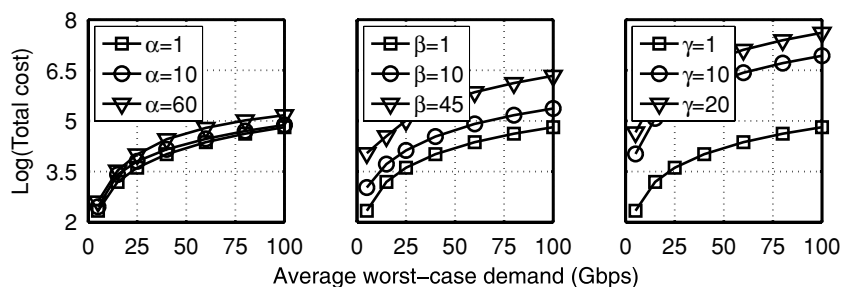 8
6.5
5
3.5
2
Log(Total cost)
α=1
α=10
α=60
β=1
β=10
β=45
γ=1
γ=10
γ=20
0 25 50 75 100 0 25 50 75 100 0 25 50 75 100
Average worst−case demand (Gbps)